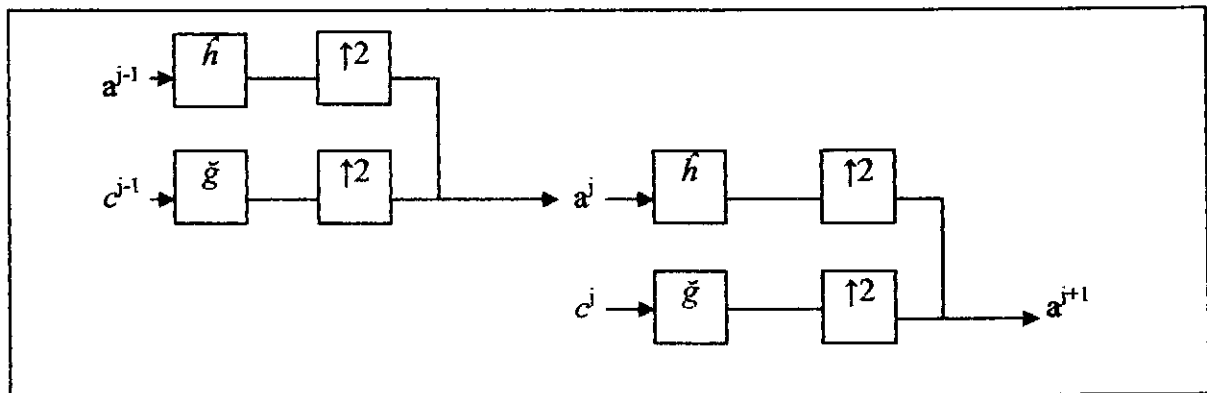 a^{j-1} ĥ ↑2
c^{j-1} ğ ↑2 a^{j} ĥ ↑2
c^{j} ğ ↑2 a^{j+1}